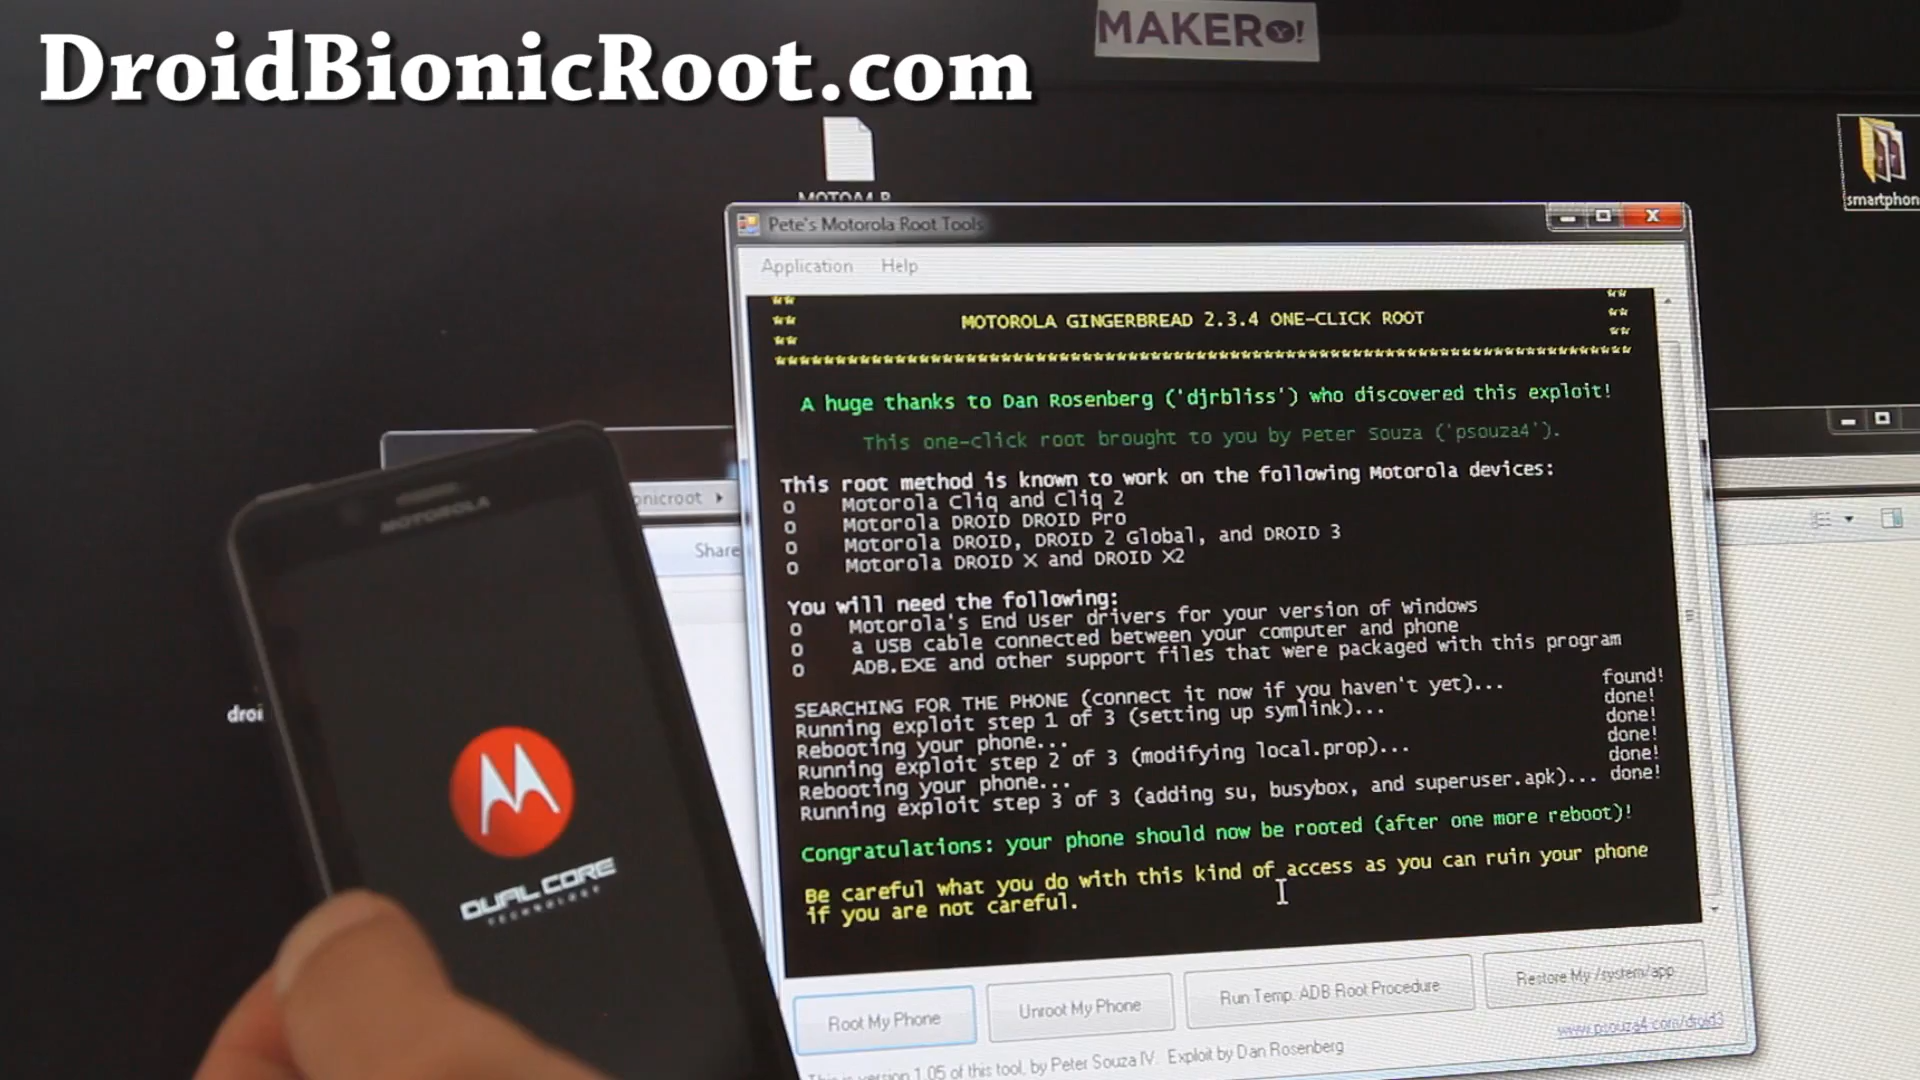 DroidBionicRoot.com
MAKER Y!
MOTOA4.R
smartphon
Pete's Motorola Root Tools
Application Help
** **
** MOTOROLA GINGERBREAD 2.3.4 ONE-CLICK ROOT **
** **
A huge thanks to Dan Rosenberg ('djrbliss') who discovered this exploit!
This one-click root brought to you by Peter Souza ('psouza4').
This root method is known to work on the following Motorola devices:
o Motorola Cliq and Cliq 2
o Motorola DROID DROID Pro
o Motorola DROID, DROID 2 Global, and DROID 3
o Motorola DROID X and DROID X2
You will need the following:
o Motorola's End User drivers for your version of Windows
o a USB cable connected between your computer and phone
o ADB.EXE and other support files that were packaged with this program
SEARCHING FOR THE PHONE (connect it now if you haven't yet)... found!
Running exploit step 1 of 3 (setting up symlink)... done!
Rebooting your phone... done!
Running exploit step 2 of 3 (modifying local.prop)... done!
Rebooting your phone... done!
Running exploit step 3 of 3 (adding su, busybox, and superuser.apk)... done!
Congratulations: your phone should now be rooted (after one more reboot)!
Be careful what you do with this kind of access as you can ruin your phone
if you are not careful.
Root My Phone Unroot My Phone Run Temp. ADB Root Procedure Restore My /system/app
www.psouza4.com/droid3
This is version 1.05 of this tool, by Peter Souza IV. Exploit by Dan Rosenberg
onicroot
Share
droi
MOTOROLA
DUAL CORE
TECHNOLOGY